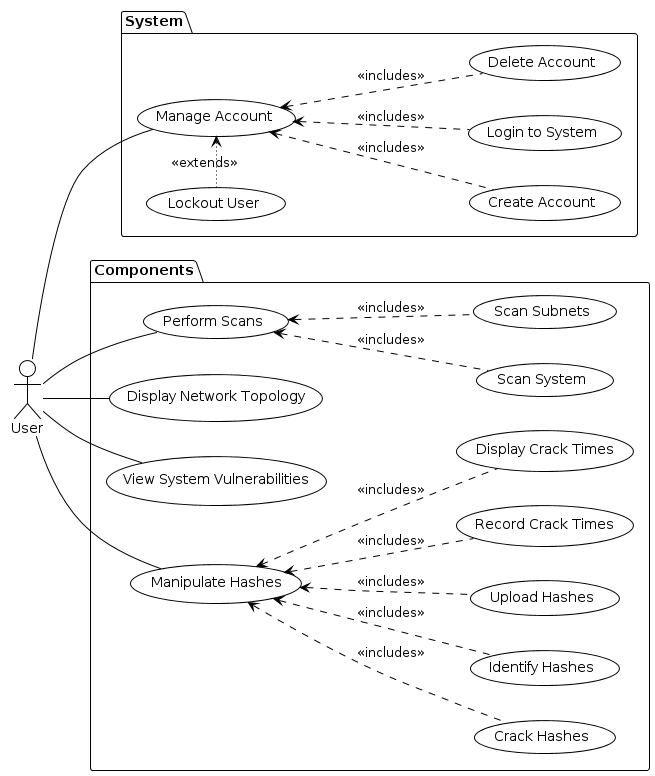 System
Delete Account
«includes»
Manage Account
«includes»
Login to System
«includes»
«extends»
Lockout User
Create Account
Components
Perform Scans
«includes»
Scan Subnets
«includes»
Scan System
Display Network Topology
User
View System Vulnerabilities
Display Crack Times
«includes»
Record Crack Times
«includes»
Manipulate Hashes
«includes»
Upload Hashes
«includes»
Identify Hashes
«includes»
Crack Hashes